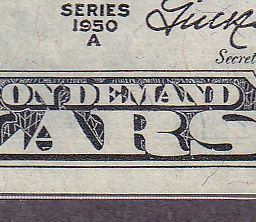 SERIES
1950
A
Secret
ON DEMAND
ARS